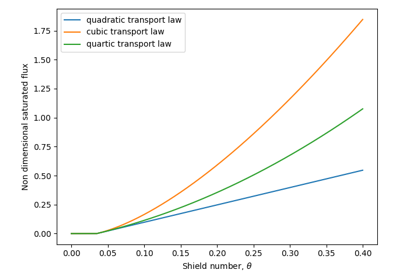 quadratic transport law
cubic transport law
quartic transport law
Non dimensional saturated flux
1.75
1.50
1.25
1.00
0.75
0.50
0.25
0.00
0.00 0.05 0.10 0.15 0.20 0.25 0.30 0.35 0.40
Shield number, θ